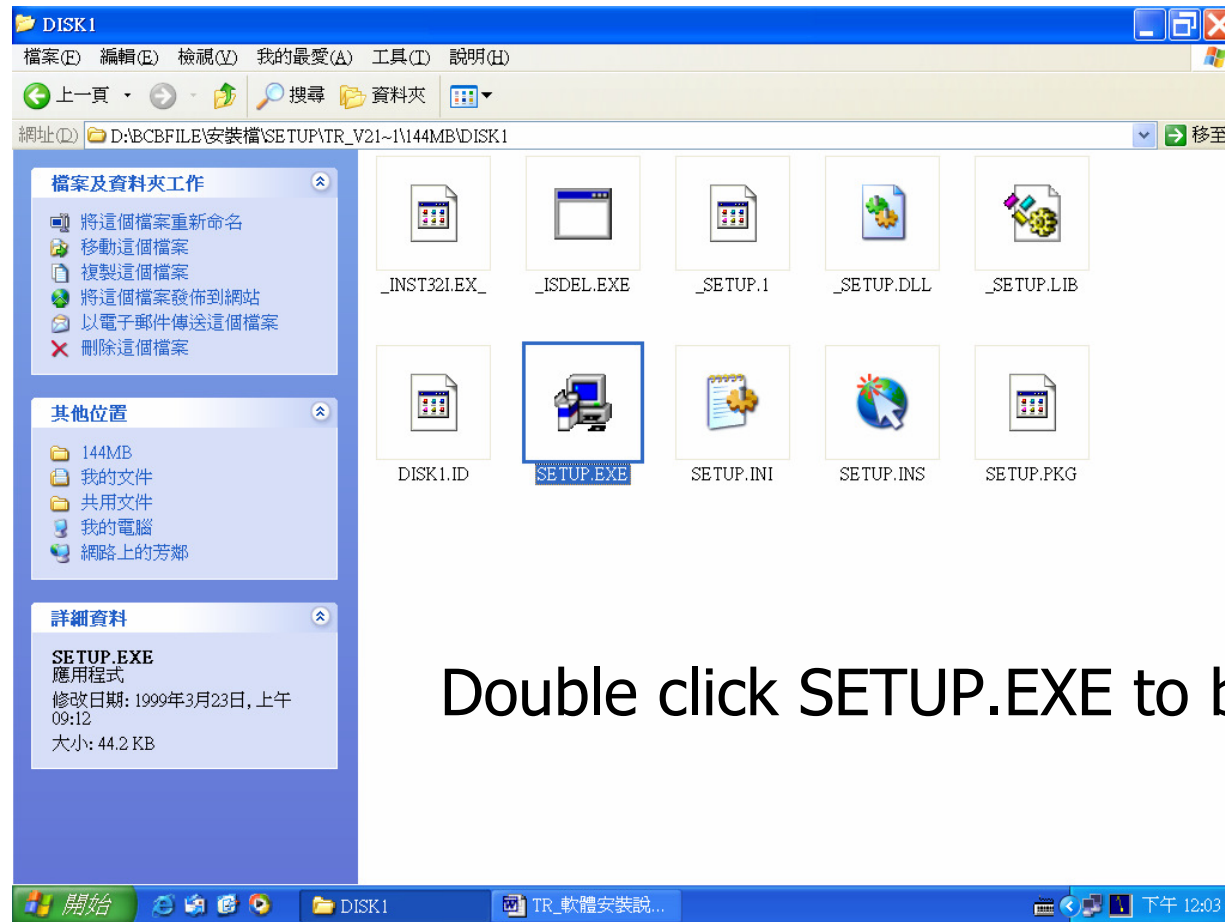 DISK1
檔案(F) 編輯(E) 檢視(V) 我的最愛(A) 工具(T) 說明(H)
上一頁 搜尋 資料夾
網址(D) D:\BCBFILE\安裝檔\SETUP\TR_V21~1\144MB\DISK1 移至
檔案及資料夾工作
將這個檔案重新命名
移動這個檔案
複製這個檔案
將這個檔案發佈到網站
以電子郵件傳送這個檔案
刪除這個檔案
其他位置
144MB
我的文件
共用文件
我的電腦
網路上的芳鄰
詳細資料
SETUP.EXE
應用程式
修改日期: 1999年3月23日, 上午
09:12
大小: 44.2 KB
_INST32I.EX_ _ISDEL.EXE _SETUP.1 _SETUP.DLL _SETUP.LIB
DISK1.ID SETUP.EXE SETUP.INI SETUP.INS SETUP.PKG
Double click SETUP.EXE to b
開始 DISK1 TR_軟體安裝說... 下午 12:03